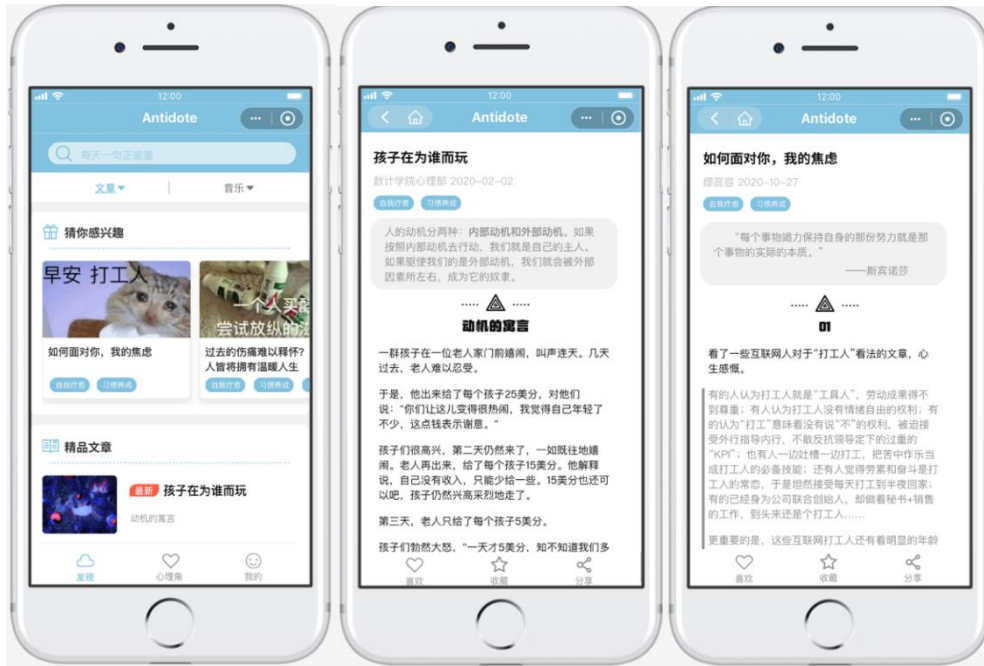 12:00
Antidote
每天一句正能量
文章
音乐
猜你感兴趣
早安 打工人
如何面对你，我的焦虑
自我疗愈 习惯养成
一个人买醉
尝试放纵的滋
过去的伤痛难以释怀？
人皆将拥有温暖人生
自我疗愈 习惯养成
精品文章
最新 孩子在为谁而玩
动机的寓言
发现 心理角 我的
12:00
Antidote
孩子在为谁而玩
数计学院心理部 2020-02-02
自我疗愈 习惯养成
人的动机分两种：内部动机和外部动机。如果
按照内部动机去行动，我们就是自己的主人。
如果驱使我们的是外部动机，我们就会被外部
因素所左右，成为它的奴隶。
动机的寓言
一群孩子在一位老人家门前嬉闹，叫声连天。几天
过去，老人难以忍受。
于是，他出来给了每个孩子25美分，对他们
说：“你们让这儿变得很热闹，我觉得自己年轻了
不少，这点钱表示谢意。”
孩子们很高兴，第二天仍然来了，一如既往地嬉
闹。老人再出来，给了每个孩子15美分。他解释
说，自己没有收入，只能少给一些。15美分也还可
以吧，孩子仍然兴高采烈地走了。
第三天，老人只给了每个孩子5美分。
孩子们勃然大怒，“一天才5美分，知不知道我们多
喜欢 收藏 分享
12:00
Antidote
如何面对你，我的焦虑
缪蕊容 2020-10-27
自我疗愈 习惯养成
“每个事物竭力保持自身的那份努力就是那
个事物的实际的本质。”
——斯宾诺莎
01
看了一些互联网人对于“打工人”看法的文章，心
生感慨。
有的人认为打工人就是“工具人”，劳动成果得不
到尊重；有人认为打工人没有情绪自由的权利；有
的认为“打工”意味着没有说“不”的权利，被迫接
受外行指导内行，不敢反抗领导定下的过重的
“KPI”；也有人一边吐槽一边打工，把苦中作乐当
成打工人的必备技能；还有人觉得劳累和奋斗是打
工人的常态，于是坦然接受每天打工到半夜回家；
有的已经身为公司联合创始人，却做着秘书+销售
的工作，到头来还是个打工人……
更重要的是，这些互联网打工人还有着明显的年龄
喜欢 收藏 分享